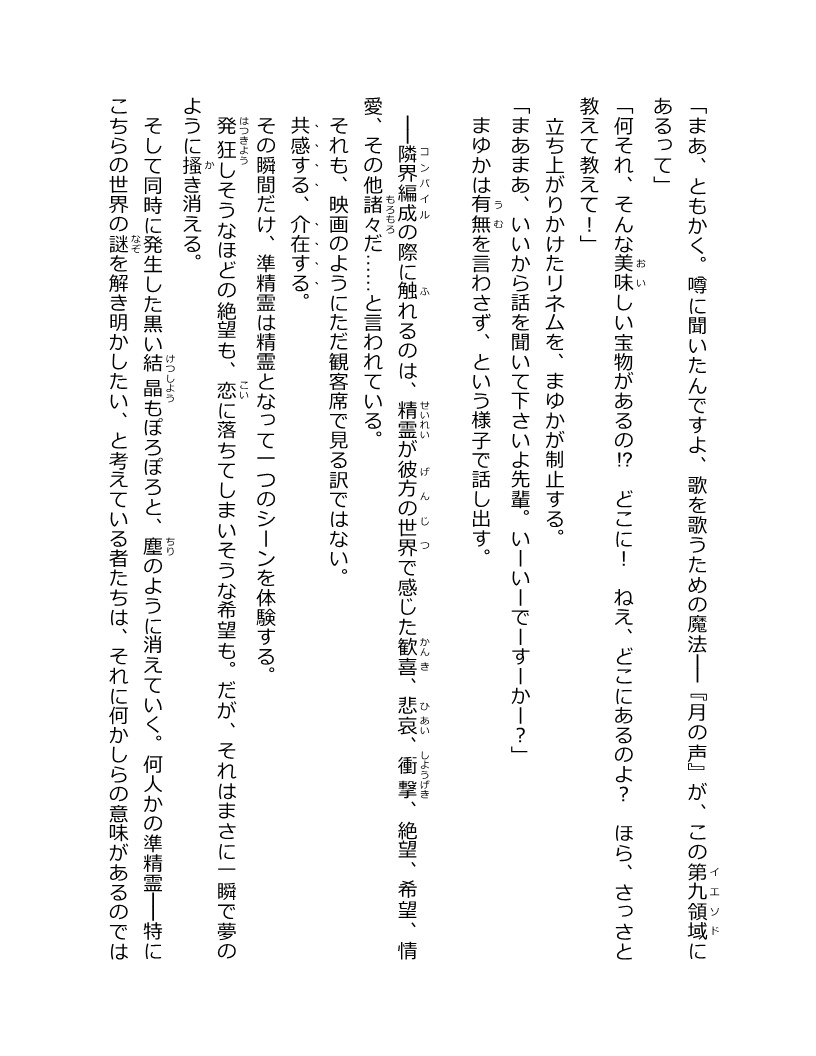 「まあ、ともかく。噂に聞いたんですよ、歌を歌うための魔法──『月の声』が、この第九領域に
あるって」
「何それ、そんな美味しい宝物があるの!?　どこに！　ねえ、どこにあるのよ？　ほら、さっさと
教えて教えて！」
　立ち上がりかけたリネムを、まゆかが制止する。
「まあまあ、いいから話を聞いて下さいよ先輩。いーいーでーすーかー？」
　まゆかは有無を言わさず、という様子で話し出す。
　──隣界編成の際に触れるのは、精霊が彼方の世界で感じた歓喜、悲哀、衝撃、絶望、希望、情
愛、その他諸々だ……と言われている。
　それも、映画のようにただ観客席で見る訳ではない。
　共感する、介在する。
　その瞬間だけ、準精霊は精霊となって一つのシーンを体験する。
　発狂しそうなほどの絶望も、恋に落ちてしまいそうな希望も。だが、それはまさに一瞬で夢の
ように掻き消える。
　そして同時に発生した黒い結晶もぽろぽろと、塵のように消えていく。何人かの準精霊──特に
こちらの世界の謎を解き明かしたい、と考えている者たちは、それに何かしらの意味があるのでは